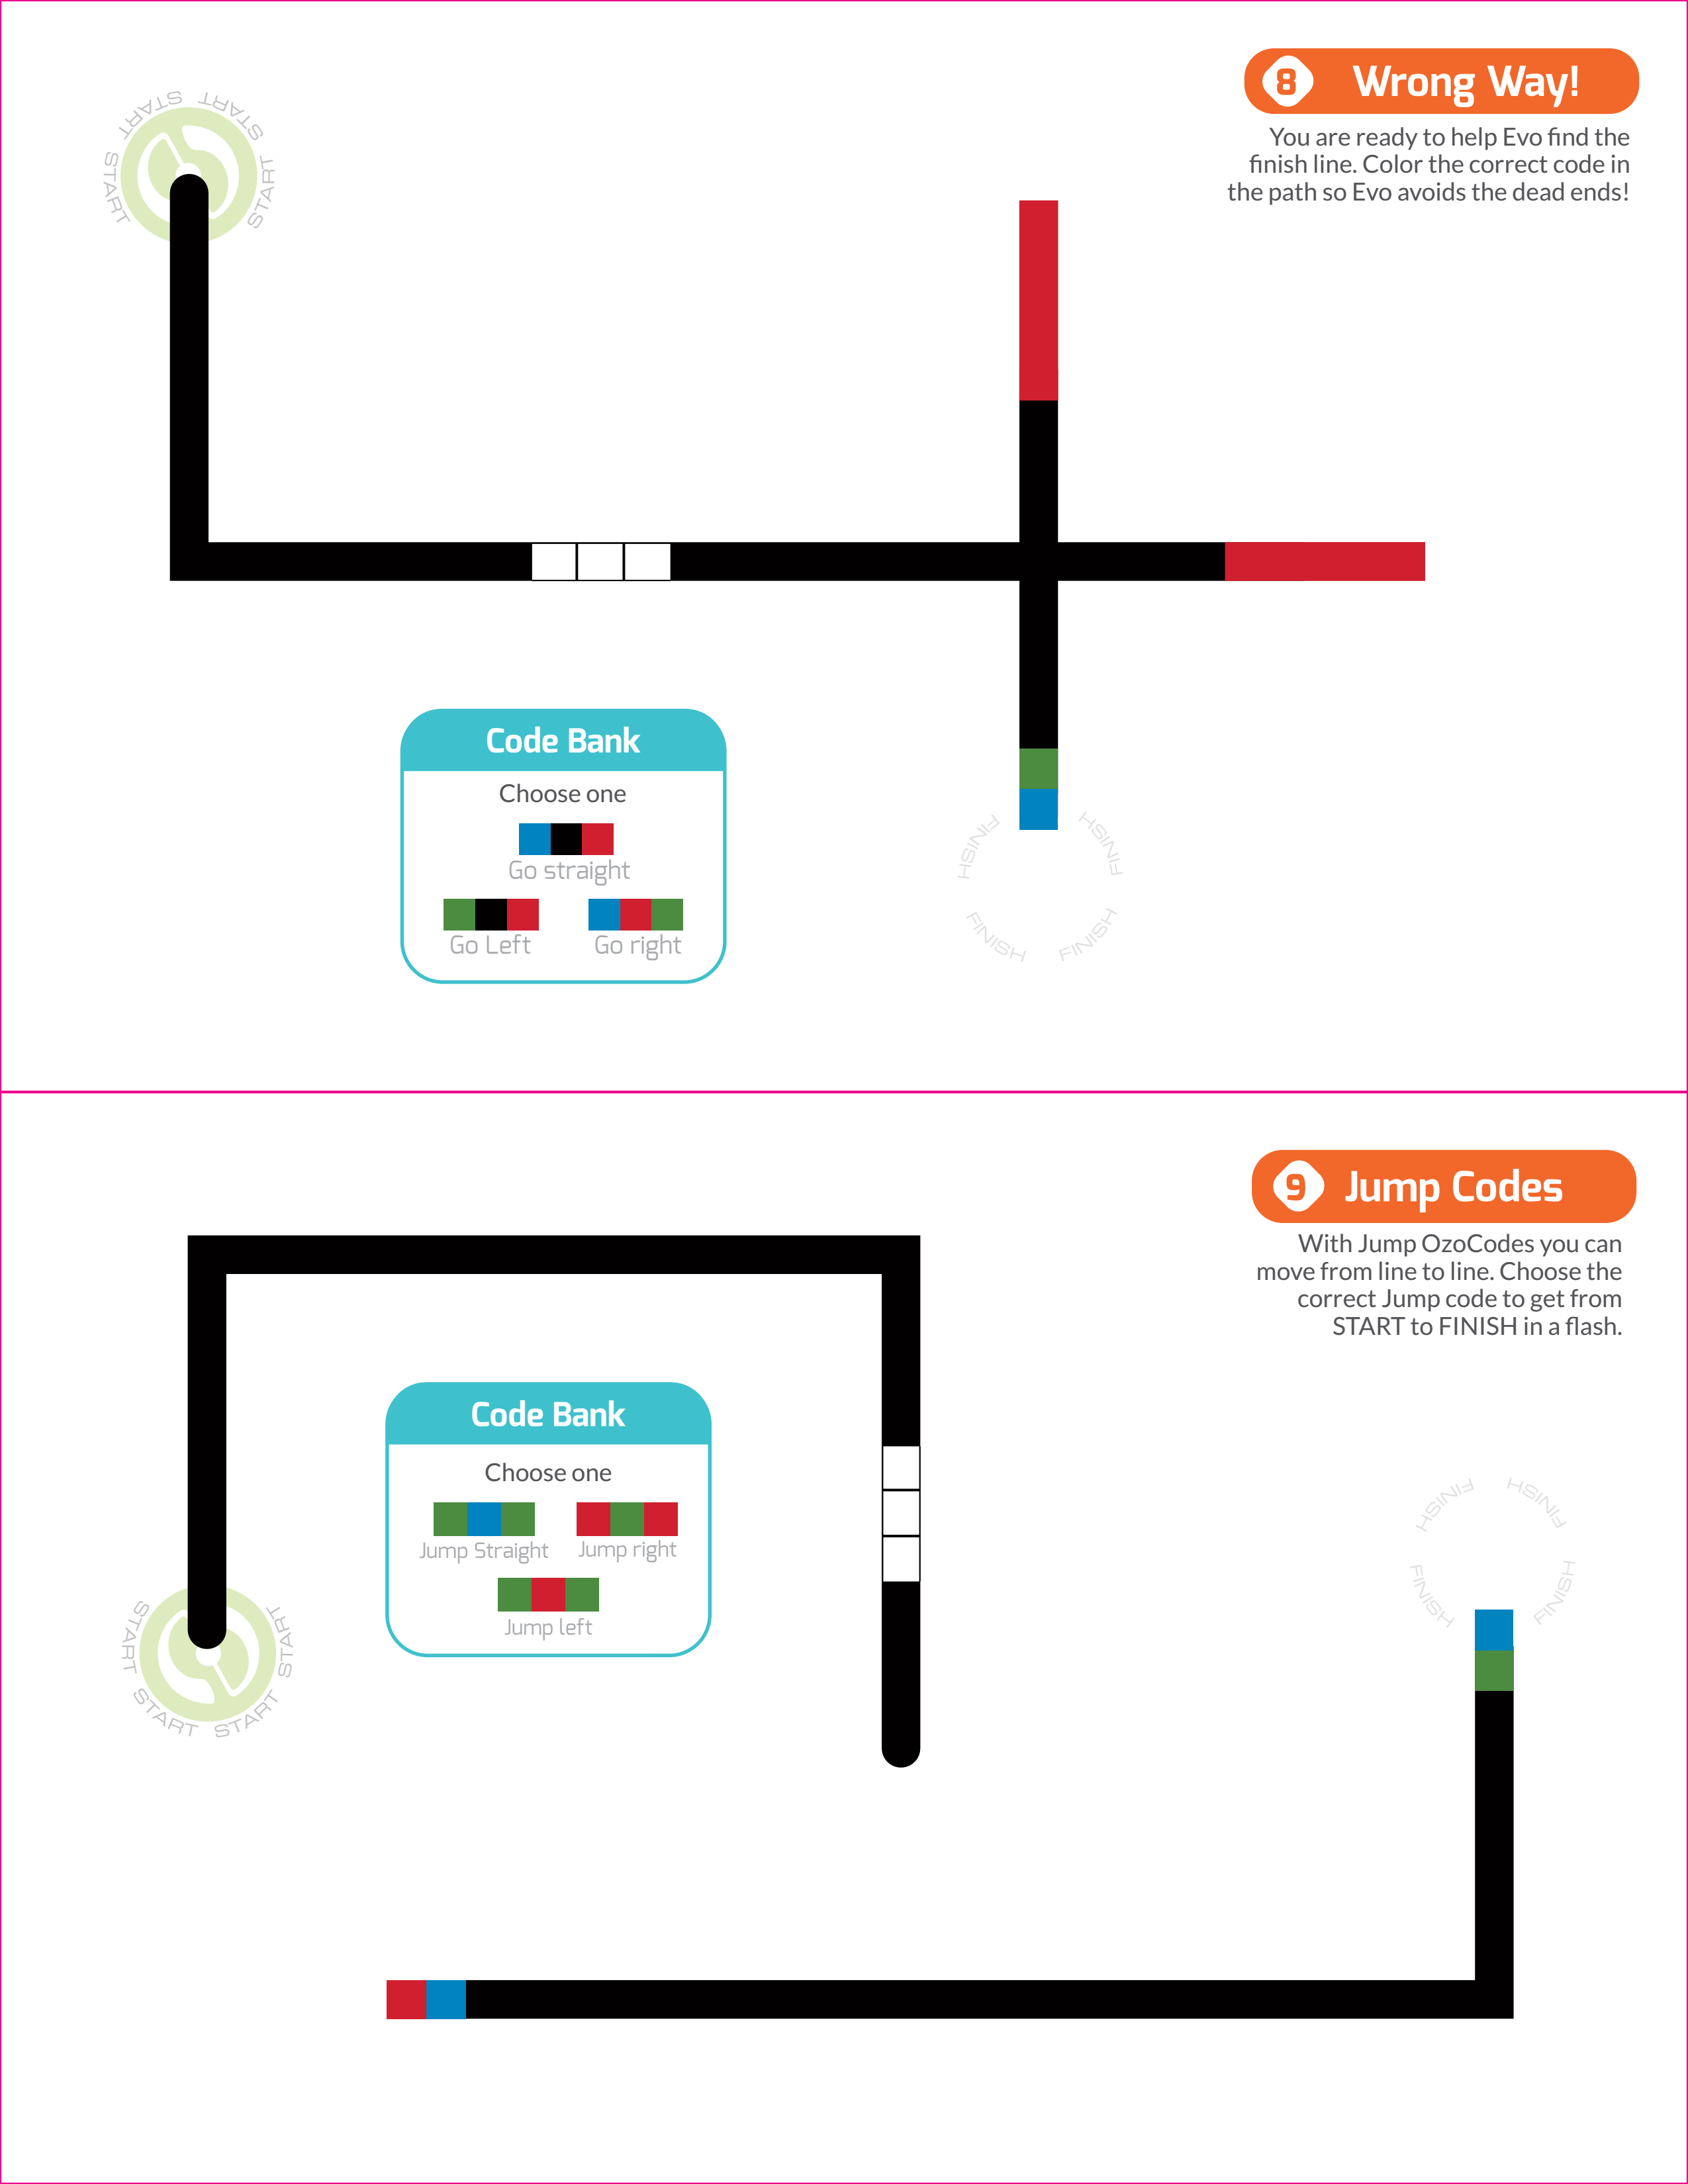 START START START START
8 Wrong Way!
You are ready to help Evo find the
finish line. Color the correct code in
the path so Evo avoids the dead ends!
Code Bank
Choose one
Go straight
Go Left Go right
FINISH FINISH FINISH FINISH
9 Jump Codes
With Jump OzoCodes you can
move from line to line. Choose the
correct Jump code to get from
START to FINISH in a flash.
Code Bank
Choose one
Jump Straight Jump right
Jump left
FINISH FINISH FINISH FINISH
START START START START